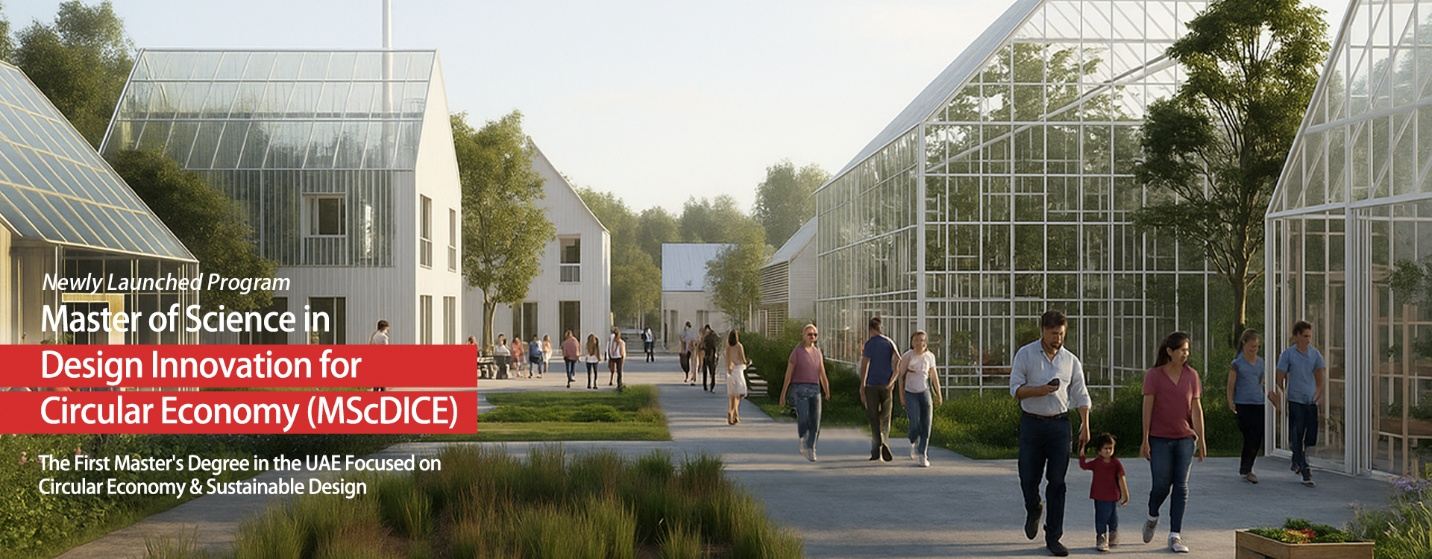 Newly Launched Program
Master of Science in
Design Innovation for
Circular Economy (MScDICE)
The First Master's Degree in the UAE Focused on
Circular Economy & Sustainable Design